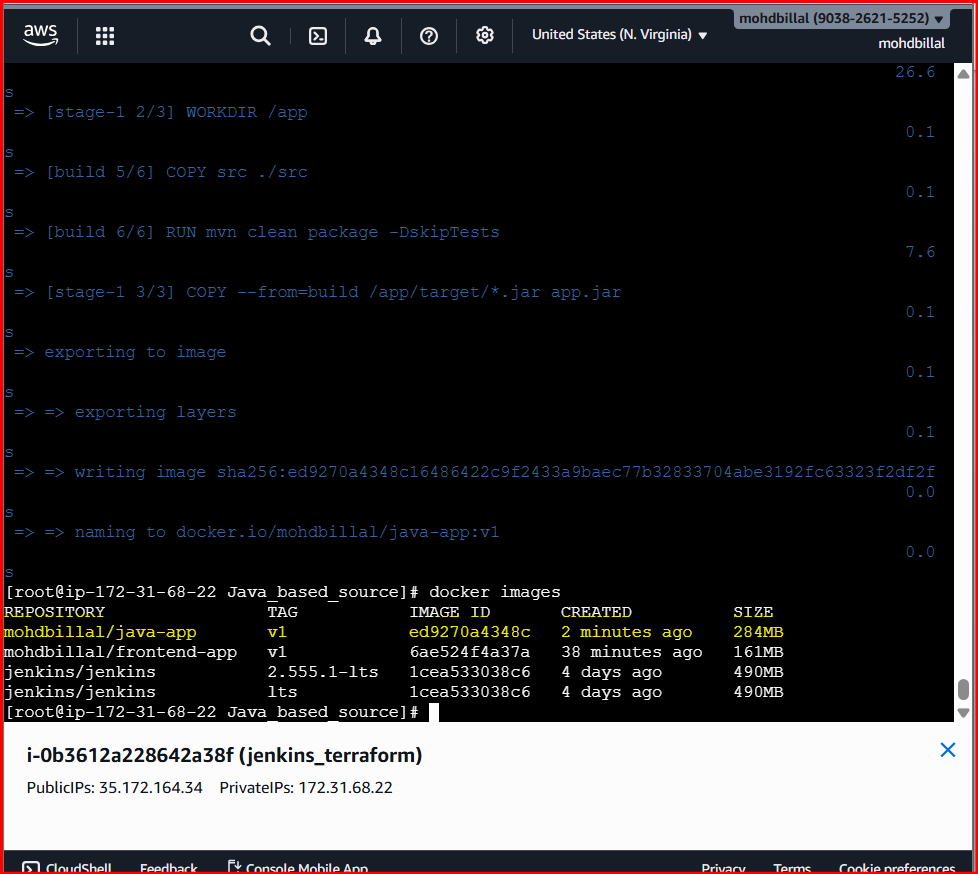 aws
United States (N. Virginia) ▼
mohdbillal (9038-2621-5252) ▼
mohdbillal
26.6
s
=> [stage-1 2/3] WORKDIR /app
0.1
s
=> [build 5/6] COPY src ./src
0.1
s
=> [build 6/6] RUN mvn clean package -DskipTests
7.6
s
=> [stage-1 3/3] COPY --from=build /app/target/*.jar app.jar
0.1
s
=> exporting to image
0.1
s
=> => exporting layers
0.1
s
=> => writing image sha256:ed9270a4348c16486422c9f2433a9baec77b32833704abe3192fc63323f2df2f
0.0
s
=> => naming to docker.io/mohdbillal/java-app:v1
0.0
s
[root@ip-172-31-68-22 Java_based_source]# docker images
REPOSITORY TAG IMAGE ID CREATED SIZE
mohdbillal/java-app v1 ed9270a4348c 2 minutes ago 284MB
mohdbillal/frontend-app v1 6ae524f4a37a 38 minutes ago 161MB
jenkins/jenkins 2.555.1-lts 1cea533038c6 4 days ago 490MB
jenkins/jenkins lts 1cea533038c6 4 days ago 490MB
[root@ip-172-31-68-22 Java_based_source]#
i-0b3612a228642a38f (jenkins_terraform)
PublicIPs: 35.172.164.34 PrivateIPs: 172.31.68.22
CloudShell Feedback Console Mobile App Privacy Terms Cookie preferences